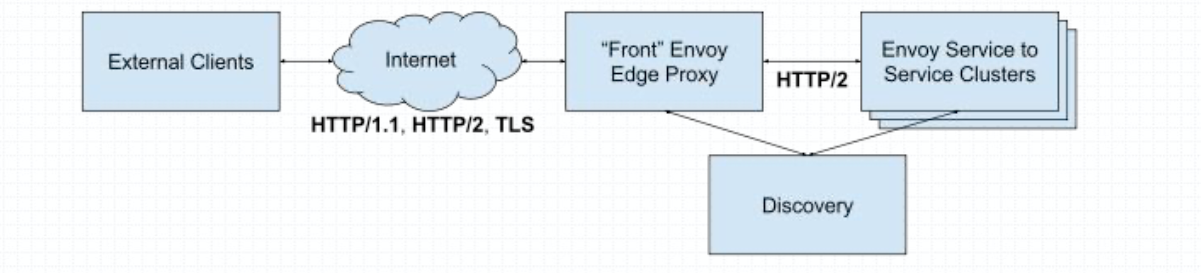 External Clients
Internet
“Front” Envoy
Edge Proxy
Envoy Service to
Service Clusters
HTTP/2
HTTP/1.1, HTTP/2, TLS
Discovery